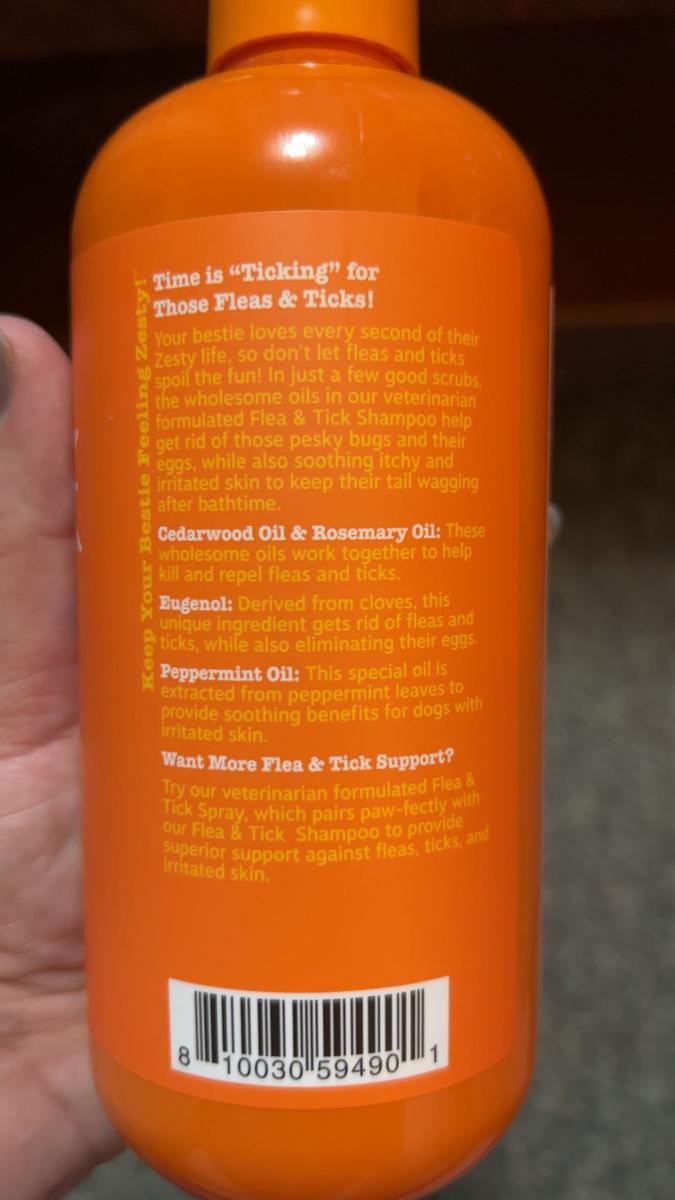 Keep Your Bestie Feeling Zesty!
Time is “Ticking” for
Those Fleas & Ticks!
Your bestie loves every second of their
Zesty life, so don't let fleas and ticks
spoil the fun! In just a few good scrubs,
the wholesome oils in our veterinarian
formulated Flea & Tick Shampoo help
get rid of those pesky bugs and their
eggs, while also soothing itchy and
irritated skin to keep their tail wagging
after bathtime.
Cedarwood Oil & Rosemary Oil: These
wholesome oils work together to help
kill and repel fleas and ticks.
Eugenol: Derived from cloves, this
unique ingredient gets rid of fleas and
ticks, while also eliminating their eggs.
Peppermint Oil: This special oil is
extracted from peppermint leaves to
provide soothing benefits for dogs with
irritated skin.
Want More Flea & Tick Support?
Try our veterinarian formulated Flea &
Tick Spray, which pairs paw-fectly with
our Flea & Tick Shampoo to provide
superior support against fleas, ticks, and
irritated skin.
8 10030 59490 1